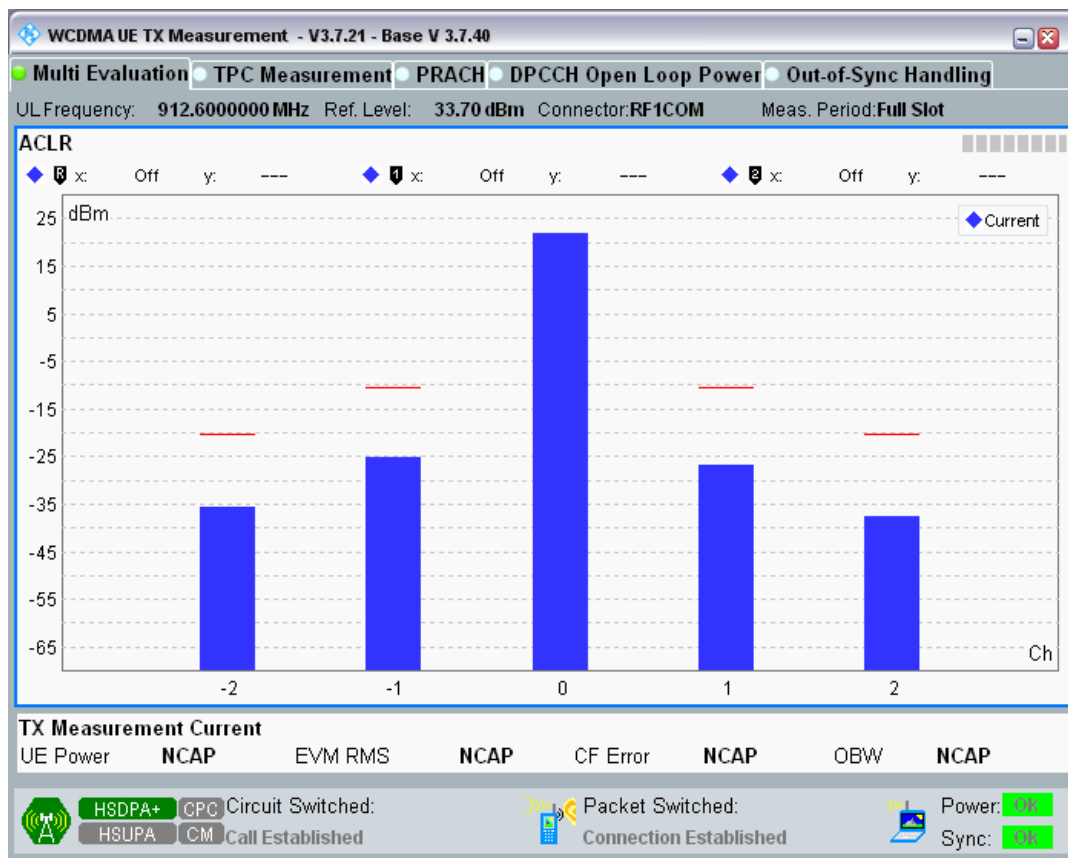 WCDMA UE TX Measurement - V3.7.21 - Base V 3.7.40
Multi Evaluation TPC Measurement PRACH DPCCH Open Loop Power Out-of-Sync Handling
UL Frequency: 912.6000000 MHz Ref. Level: 33.70 dBm Connector:RF1COM Meas. Period:Full Slot
ACLR
R x: Off y: --- 1 x: Off y: --- 2 x: Off y: ---
25 dBm Current
15
5
-5
-15
-25
-35
-45
-55
-65 Ch
-2 -1 0 1 2
TX Measurement Current
UE Power NCAP EVM RMS NCAP CF Error NCAP OBW NCAP
HSDPA+ CPC Circuit Switched: Packet Switched: Power: Ok
HSUPA CM Call Established Connection Established Sync: Ok